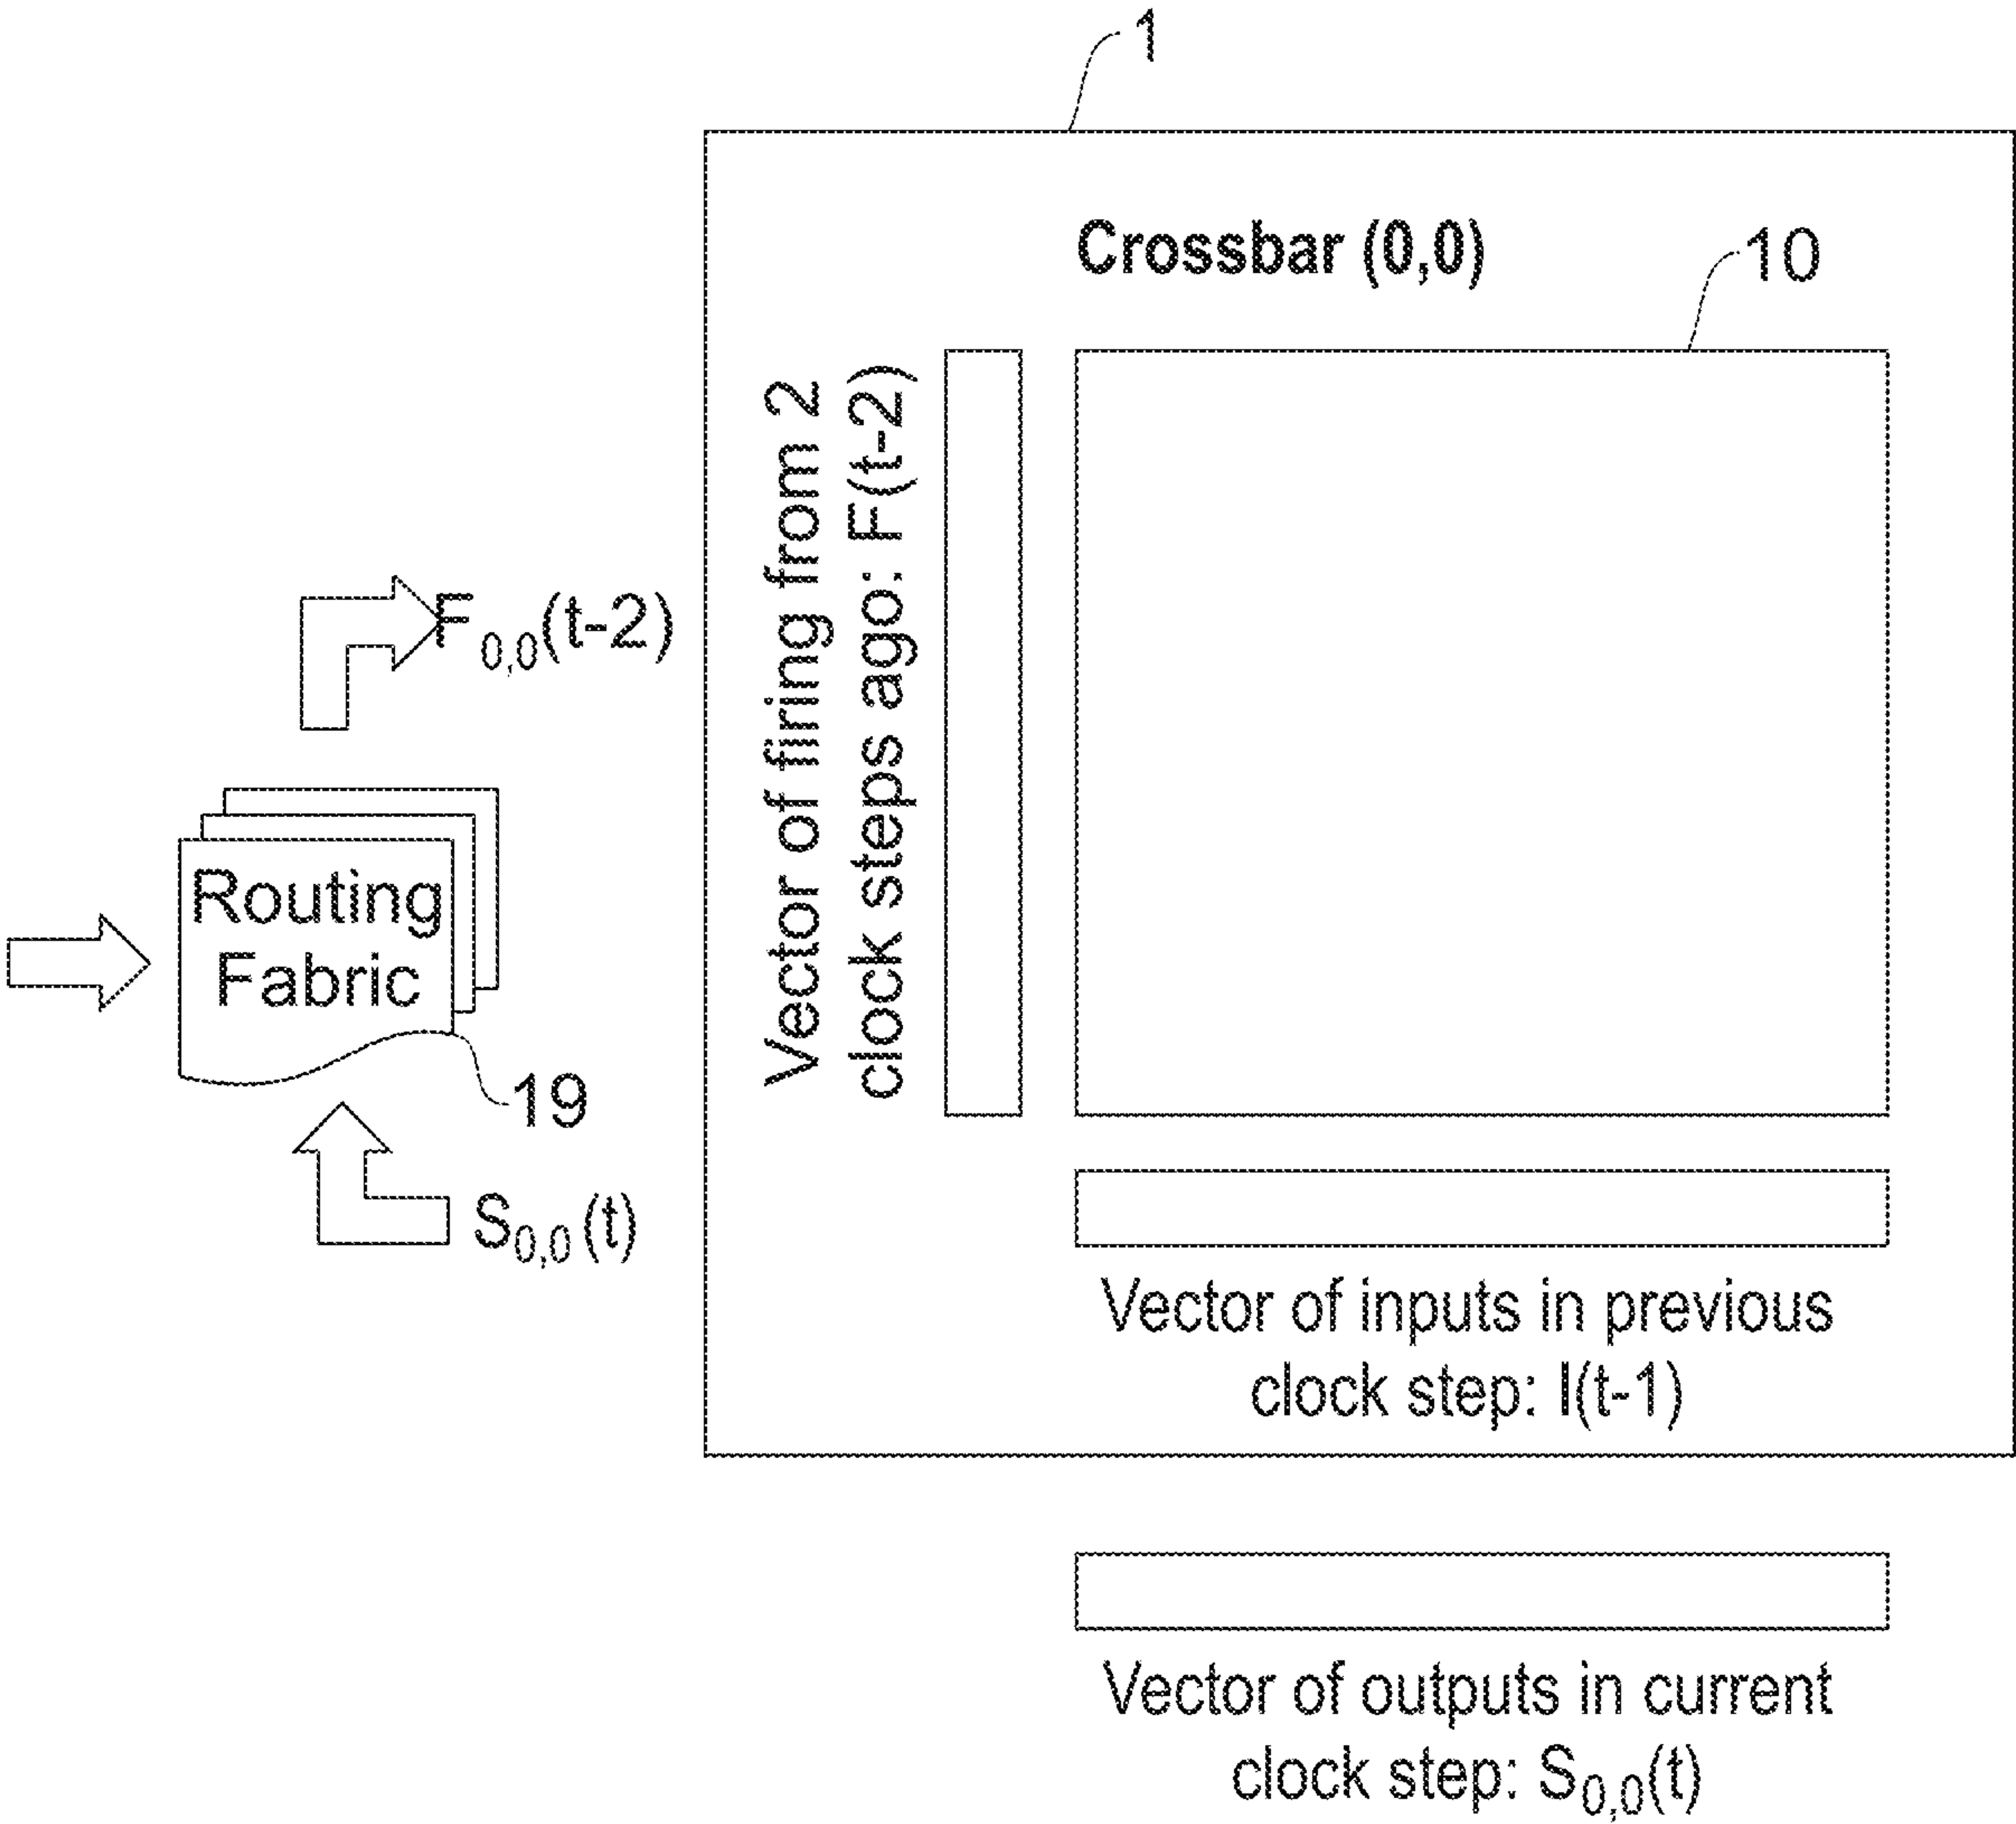 1
Crossbar (0,0)
10
Vector of firing from 2
clock steps ago: F(t-2)
F0,0(t-2)
Routing
Fabric
19
S0,0(t)
Vector of inputs in previous
clock step: I(t-1)
Vector of outputs in current
clock step: S0,0(t)